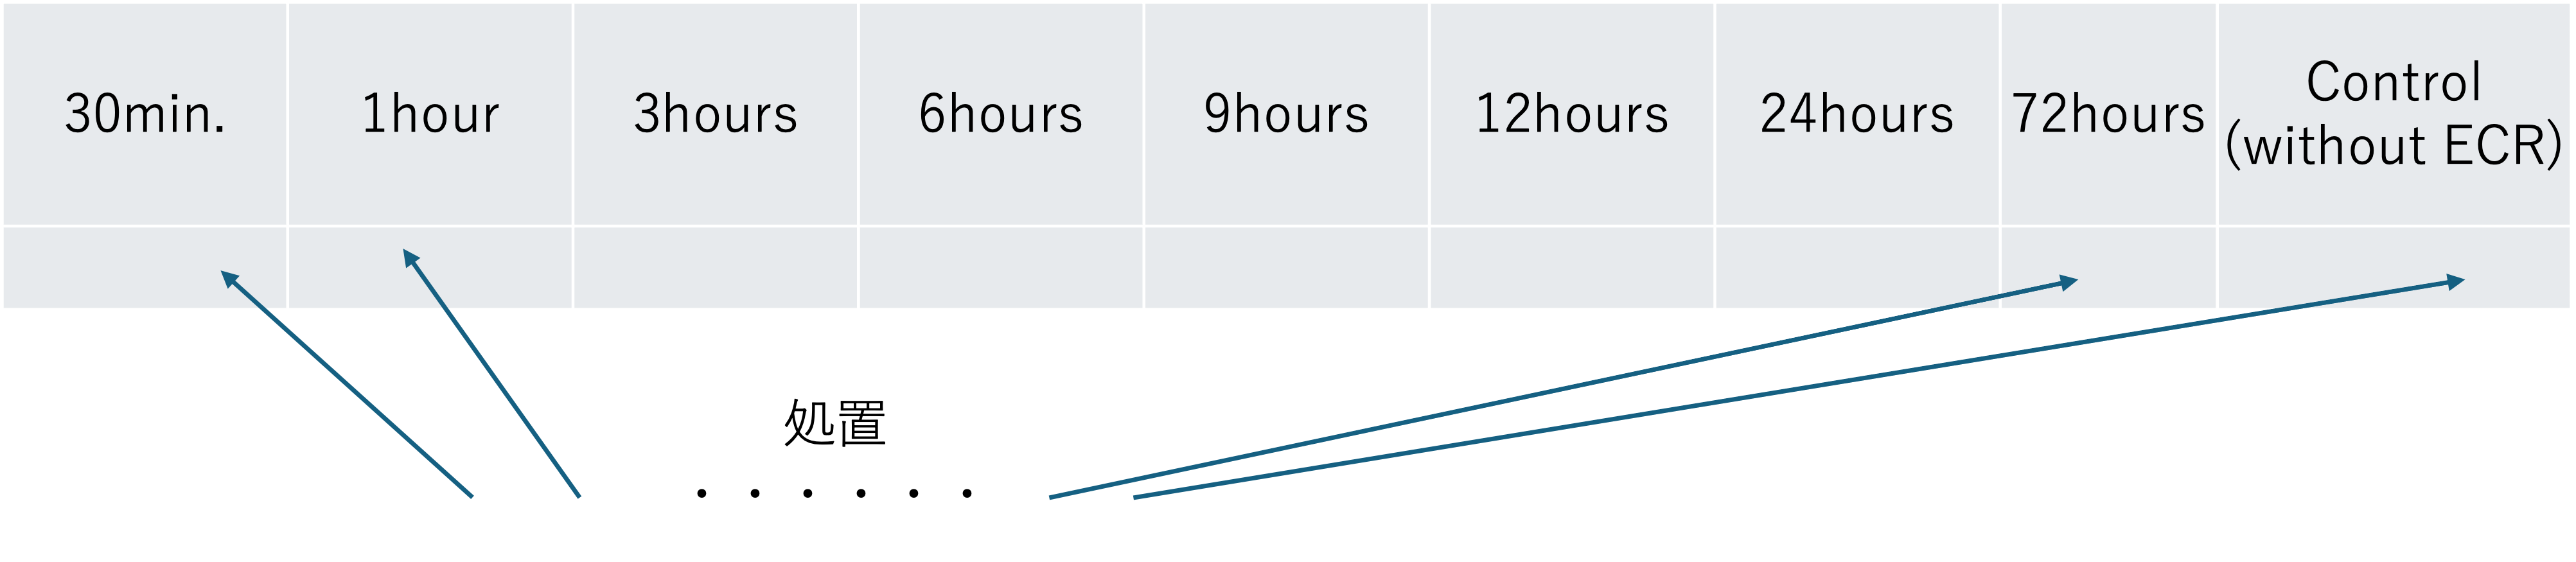 30min.
1hour
3hours
6hours
9hours
12hours
24hours
72hours
Control
(without ECR)
処置
・・・・・・